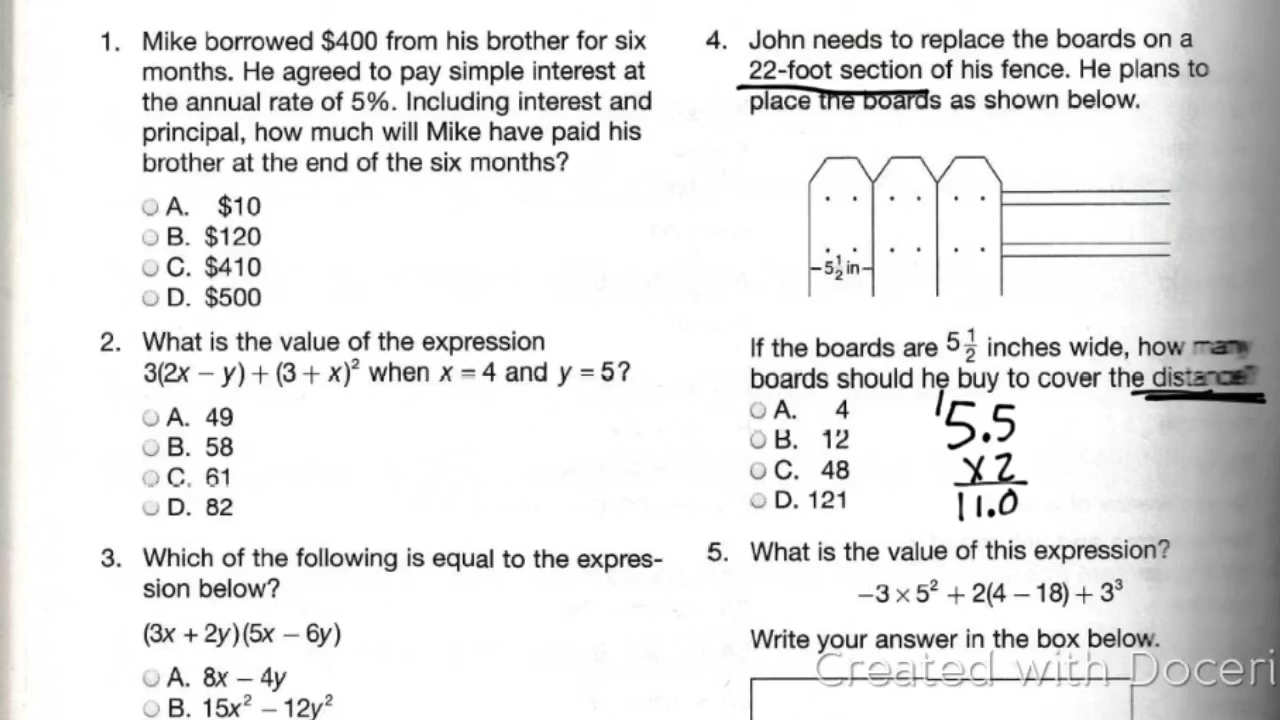 1. Mike borrowed $400 from his brother for six
months. He agreed to pay simple interest at
the annual rate of 5%. Including interest and
principal, how much will Mike have paid his
brother at the end of the six months?
A. $10
B. $120
C. $410
D. $500
2. What is the value of the expression
3(2x – y) + (3 + x)² when x = 4 and y = 5?
A. 49
B. 58
C. 61
D. 82
3. Which of the following is equal to the expres-
sion below?
(3x + 2y)(5x – 6y)
A. 8x – 4y
B. 15x² – 12y²
4. John needs to replace the boards on a
22-foot section of his fence. He plans to
place the boards as shown below.
5½ in
If the boards are 5½ inches wide, how many
boards should he buy to cover the distance?
A. 4
B. 12
C. 48
D. 121
1
5.5
x2
11.0
5. What is the value of this expression?
–3 × 5² + 2(4 – 18) + 3³
Write your answer in the box below.
Created with Doceri